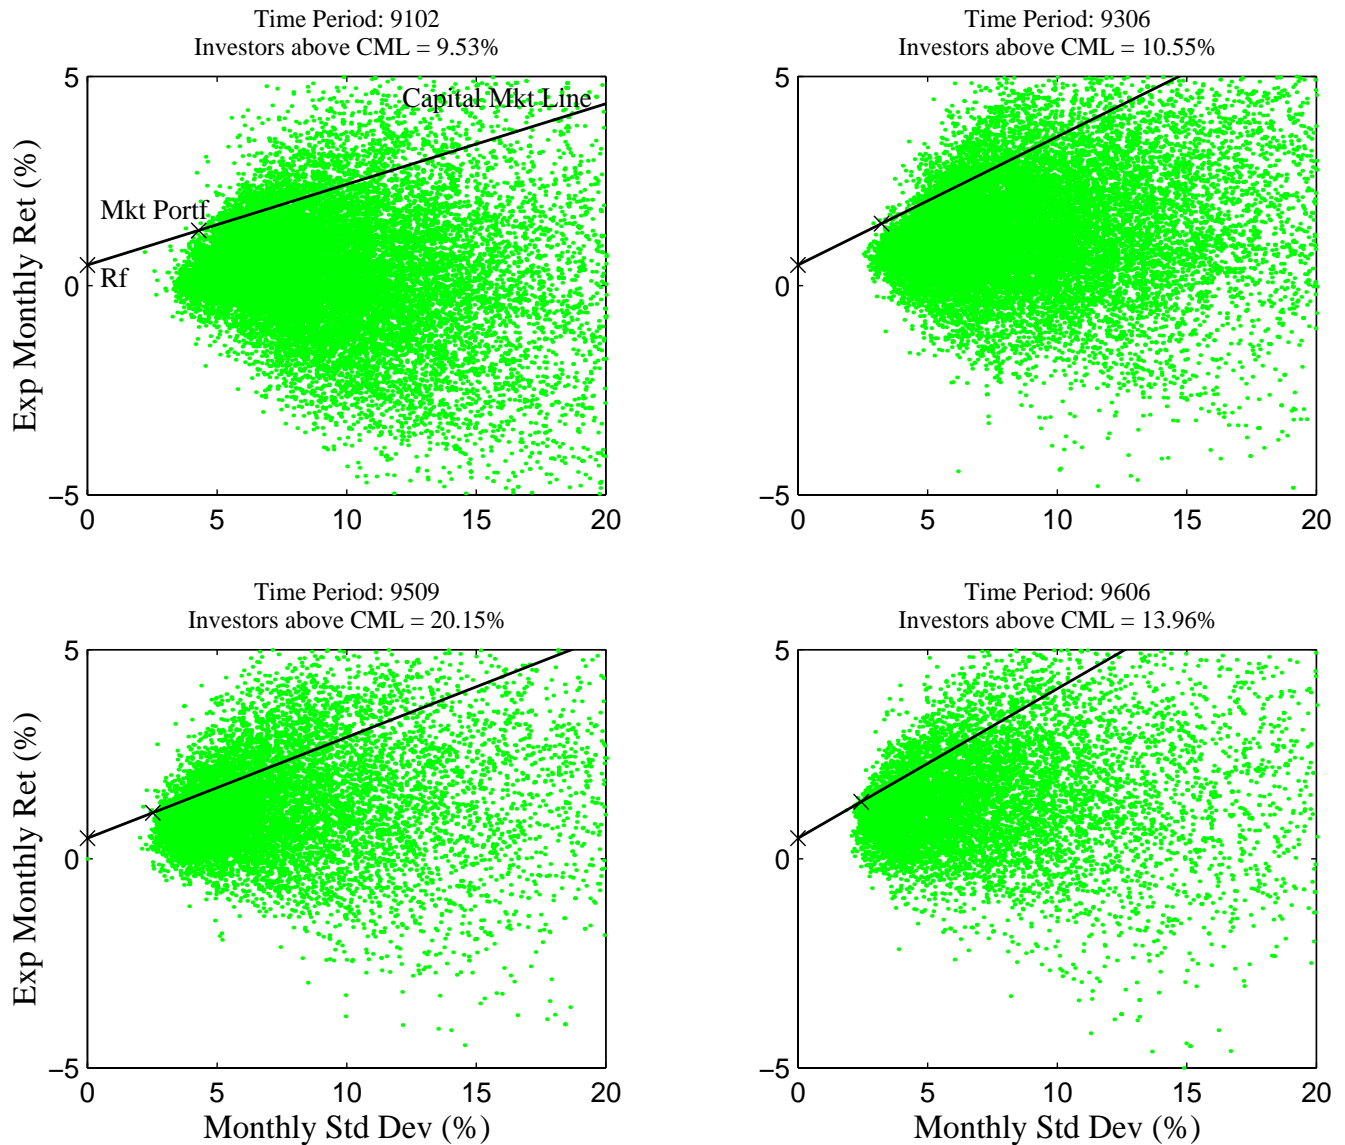 Time Period: 9102
Investors above CML = 9.53%
5
Capital Mkt Line
Mkt Portf
Rf
0
−5
0 5 10 15 20
Exp Monthly Ret (%)
Time Period: 9306
Investors above CML = 10.55%
5
0
−5
0 5 10 15 20
Time Period: 9509
Investors above CML = 20.15%
5
0
−5
0 5 10 15 20
Exp Monthly Ret (%)
Monthly Std Dev (%)
Time Period: 9606
Investors above CML = 13.96%
5
0
−5
0 5 10 15 20
Monthly Std Dev (%)